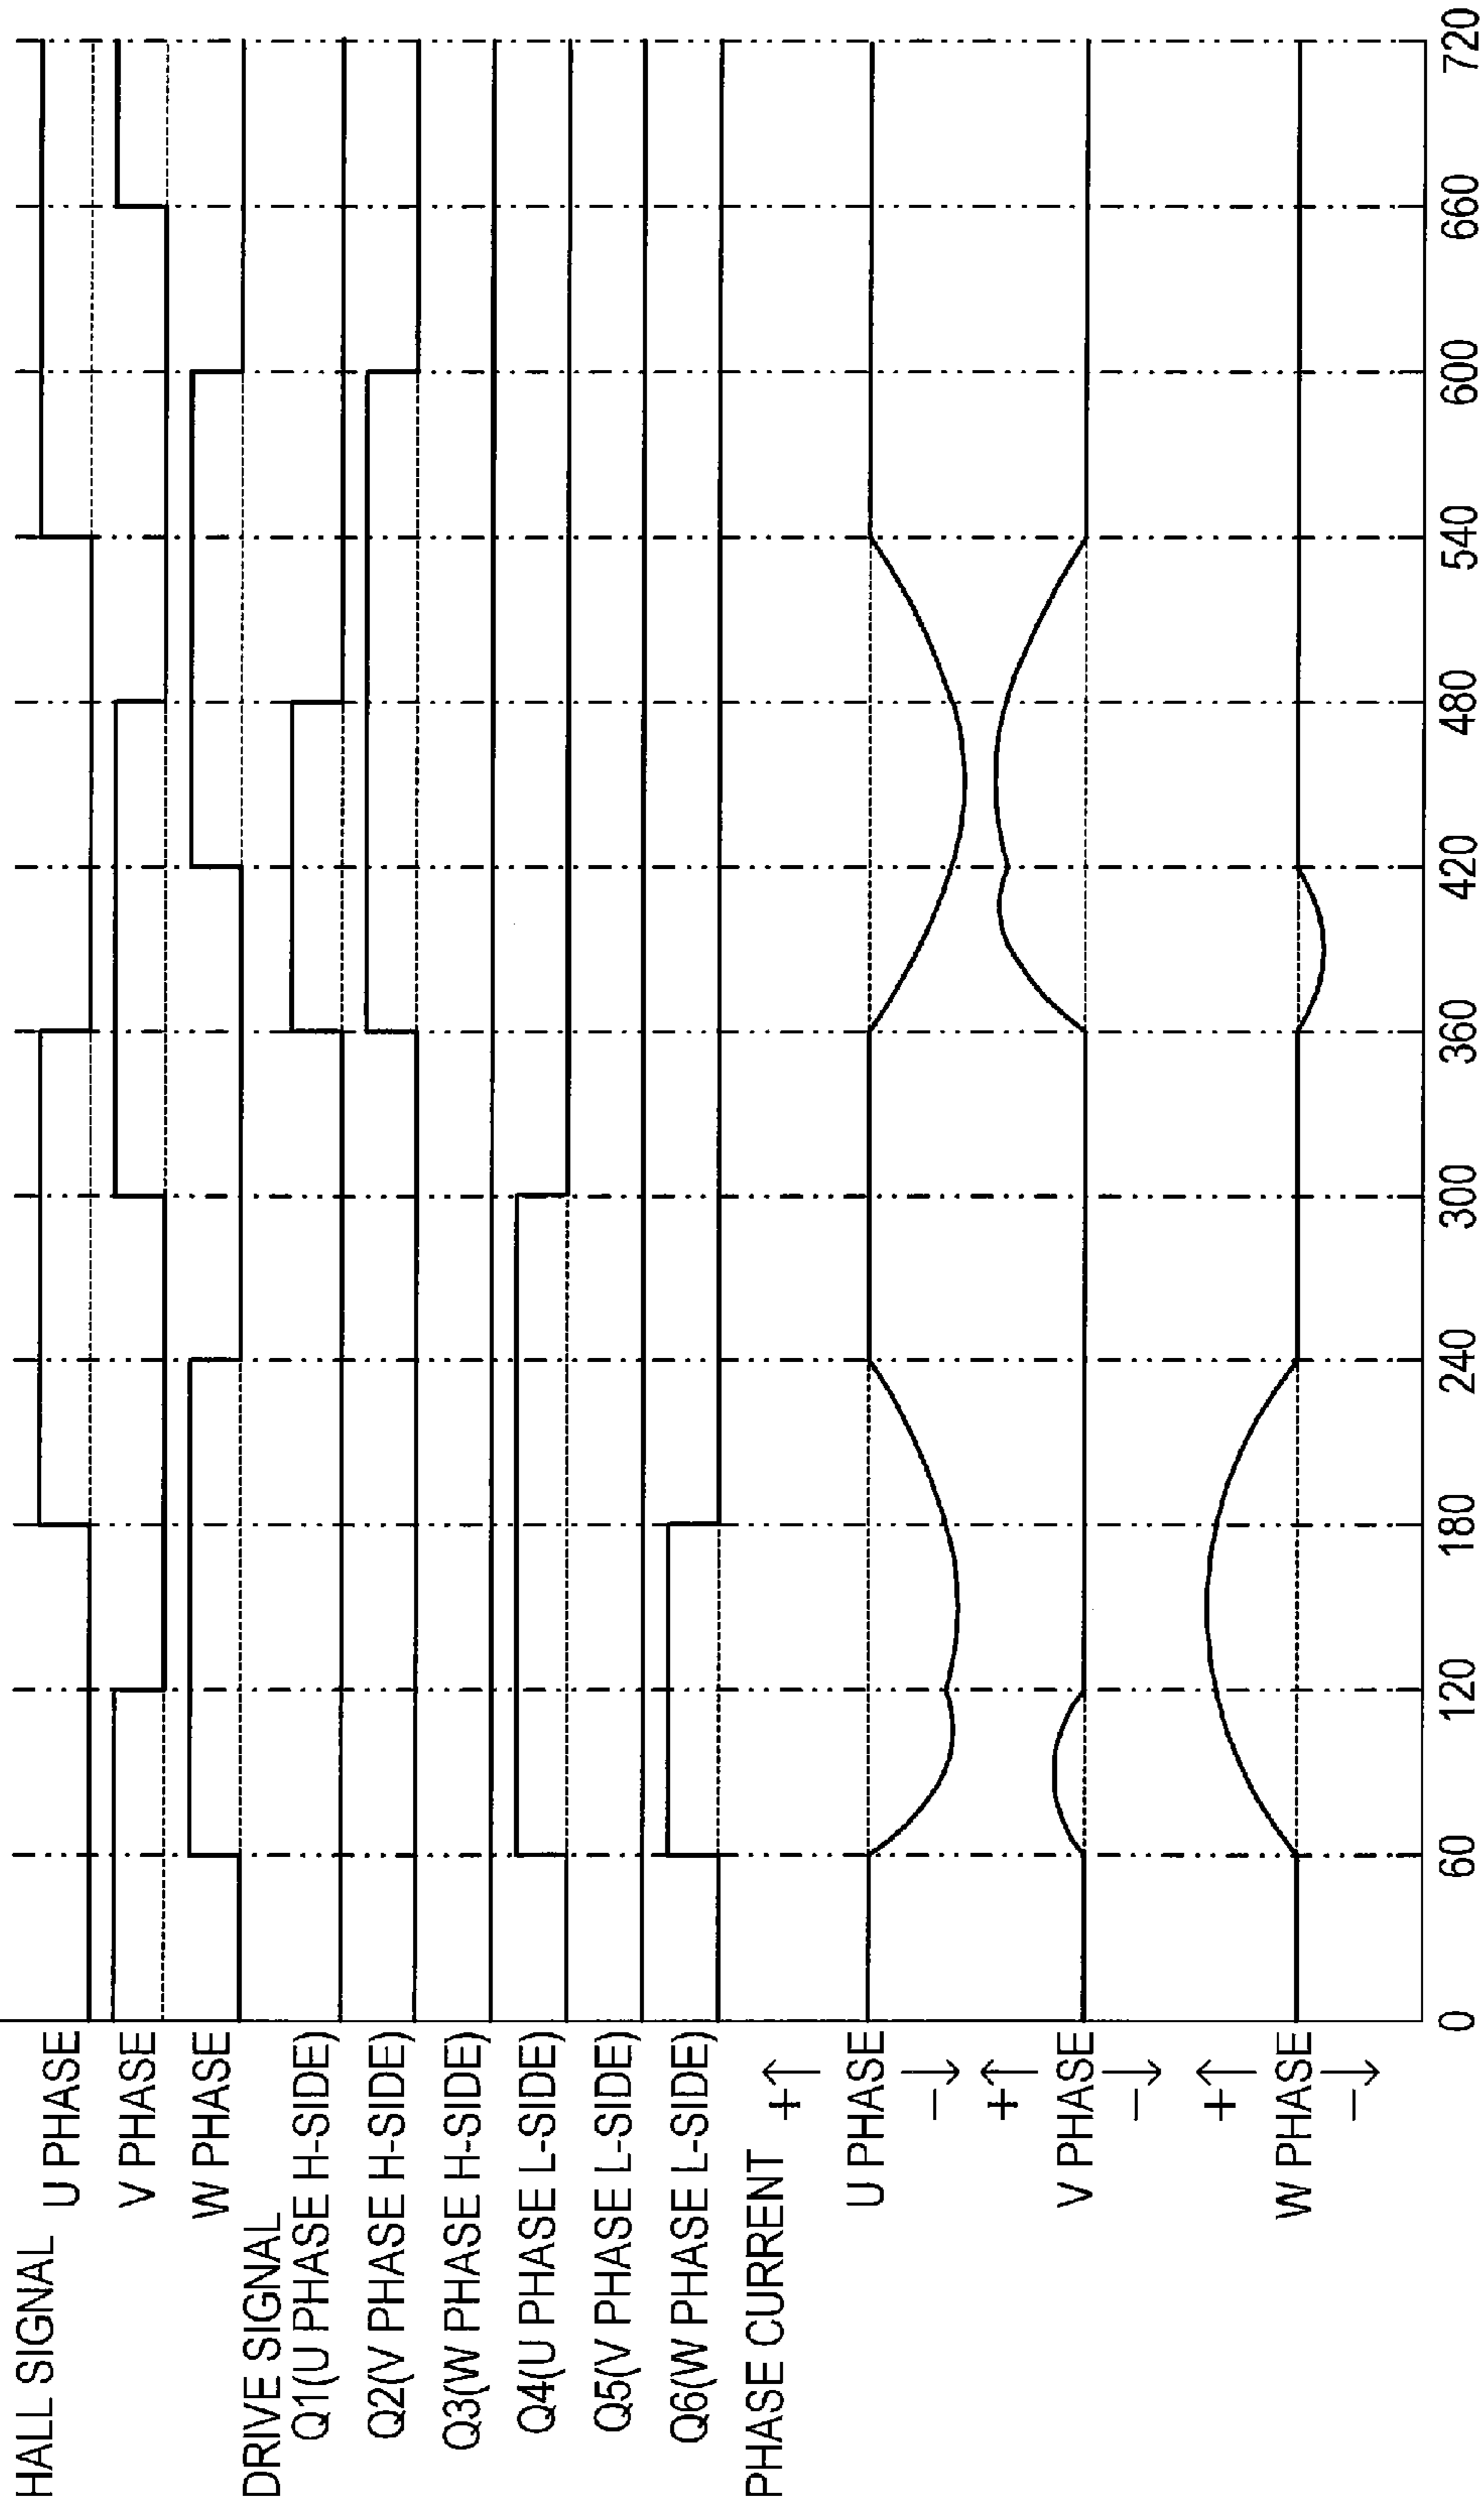 HALL SIGNAL
U PHASE
V PHASE
W PHASE
DRIVE SIGNAL
Q1(U PHASE H-SIDE)
Q2(V PHASE H-SIDE)
Q3(W PHASE H-SIDE)
Q4(U PHASE L-SIDE)
Q5(V PHASE L-SIDE)
Q6(W PHASE L-SIDE)
PHASE CURRENT
+
U PHASE
−
+
V PHASE
−
+
W PHASE
−
0 60 120 180 240 300 360 420 480 540 600 660 720